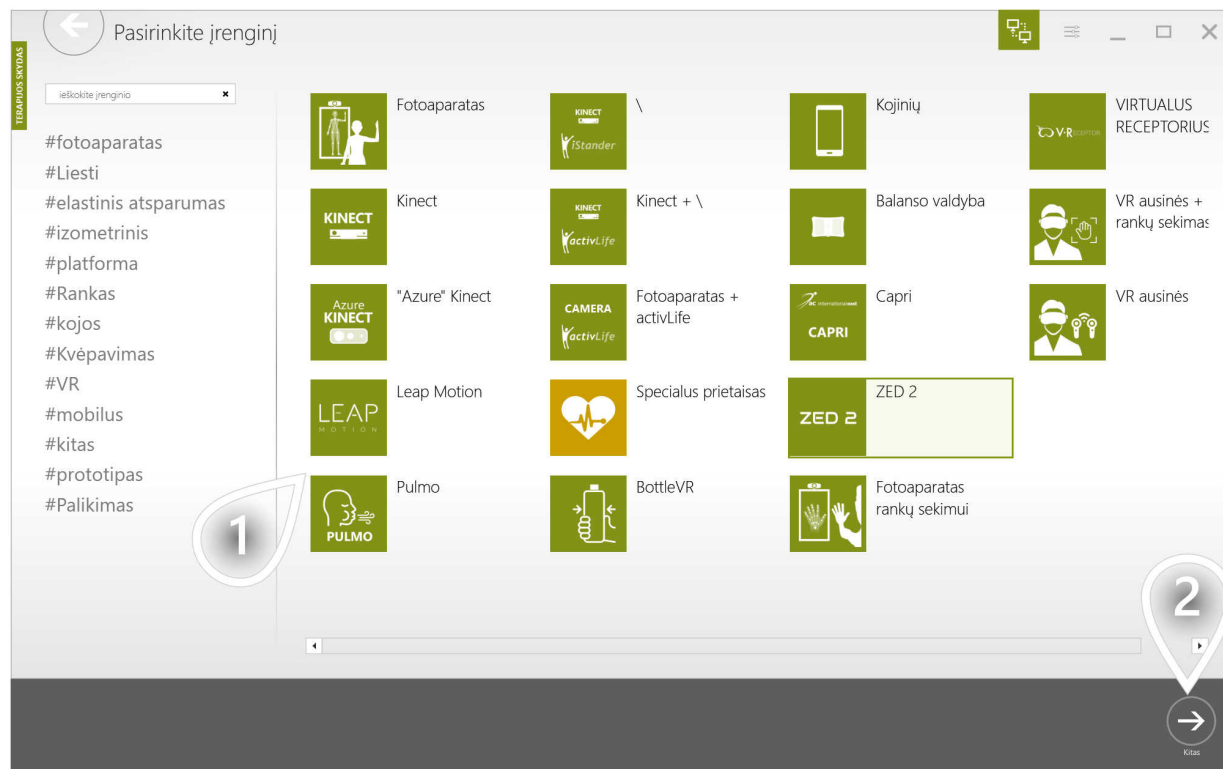 Pasirinkite įrenginį
TERAPIJOS SKYDAS
ieškokite įrenginio
#fotoaparatas
#Liesti
#elastinis atsparumas
#izometrinis
#platforma
#Rankas
#kojos
#Kvėpavimas
#VR
#mobilus
#kitas
#prototipas
#Palikimas
1
Fotoaparatas
KINECT
Kinect
Azure
KINECT
"Azure" Kinect
LEAP
MOTION
Leap Motion
PULMO
Pulmo
KINECT
iStander
\
KINECT
activLife
Kinect + \
CAMERA
activLife
Fotoaparatas +
activLife
Specialus prietaisas
BottleVR
Kojinių
Balanso valdyba
CAPRI
Capri
ZED 2
ZED 2
Fotoaparatas
rankų sekimui
V-RECEPTOR
VIRTUALUS
RECEPTORIUS
VR ausinės +
rankų sekimas
VR ausinės
2
Kitas